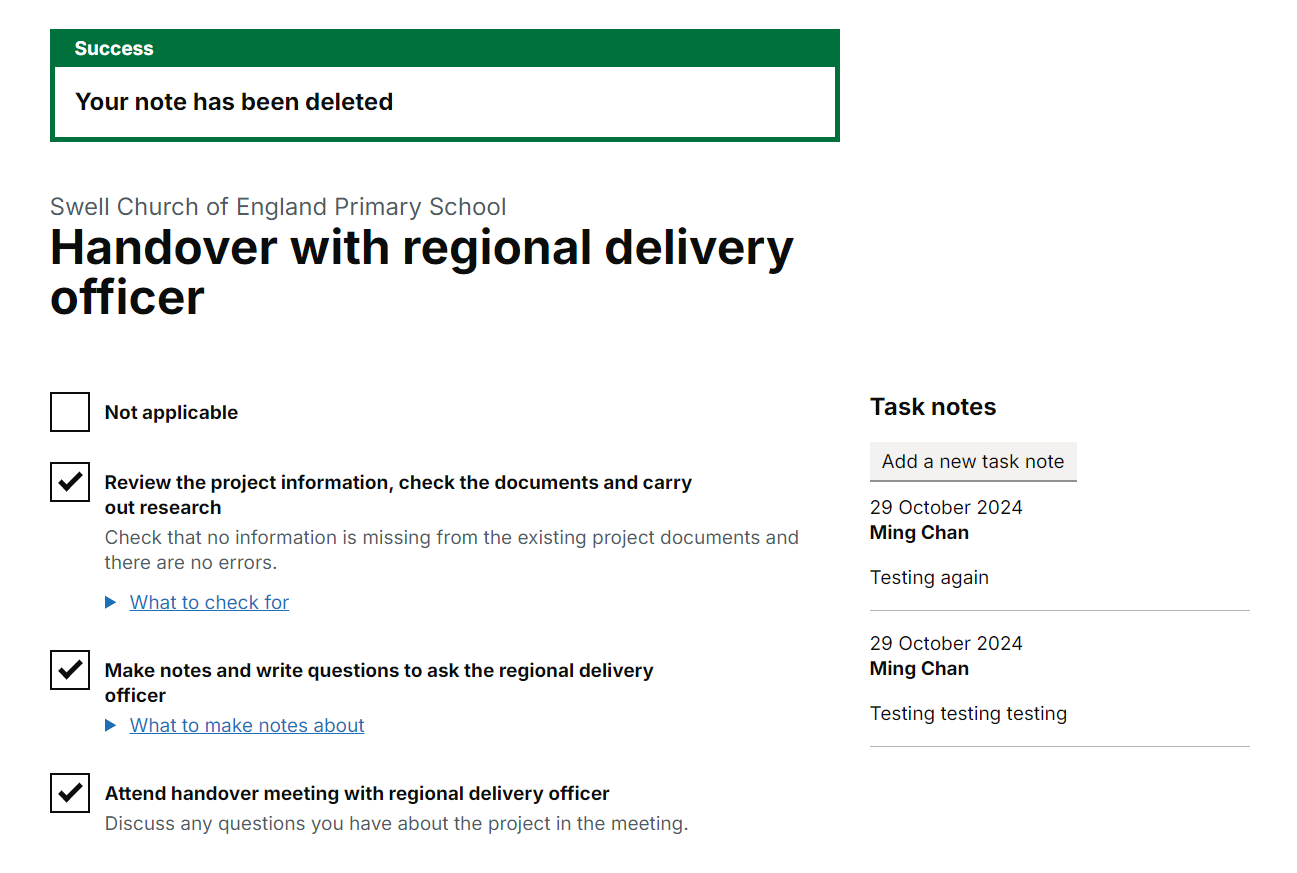 Success
Your note has been deleted
Swell Church of England Primary School
Handover with regional delivery
officer
Not applicable
Review the project information, check the documents and carry
out research
Check that no information is missing from the existing project documents and
there are no errors.
What to check for
Make notes and write questions to ask the regional delivery
officer
What to make notes about
Attend handover meeting with regional delivery officer
Discuss any questions you have about the project in the meeting.
Task notes
Add a new task note
29 October 2024
Ming Chan
Testing again
29 October 2024
Ming Chan
Testing testing testing